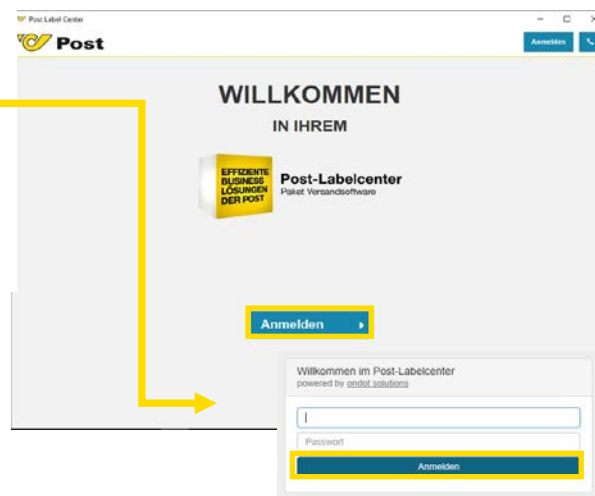 Post Label Center
Post
Anmelden
WILLKOMMEN
IN IHREM
EFFIZIENTE
BUSINESS
LÖSUNGEN
DER POST
Post-Labelcenter
Paket Versandsoftware
Anmelden
Willkommen im Post-Labelcenter
powered by ondot solutions
Passwort
Anmelden